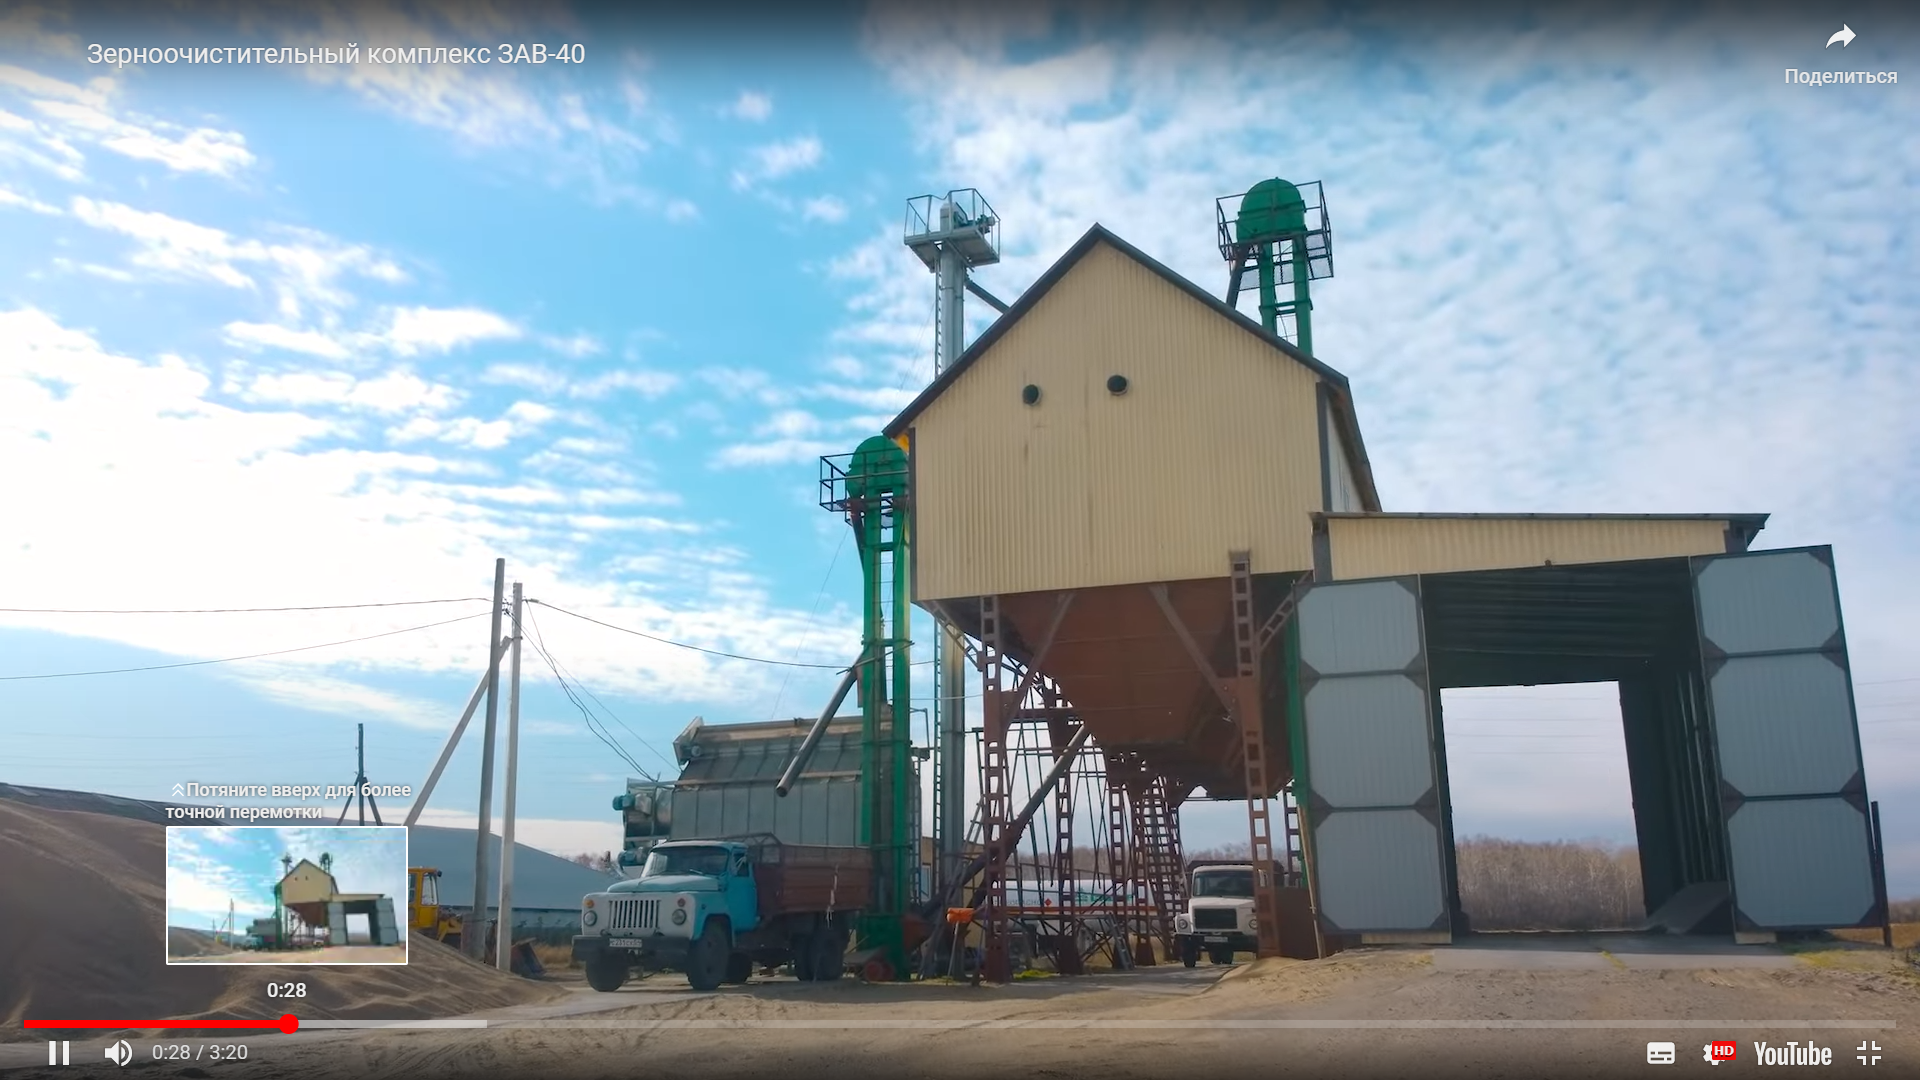 Зерноочистительный комплекс ЗАВ-40
Поделиться
Потяните вверх для более
точной перемотки
0:28
0:28 / 3:20
HD
YouTube